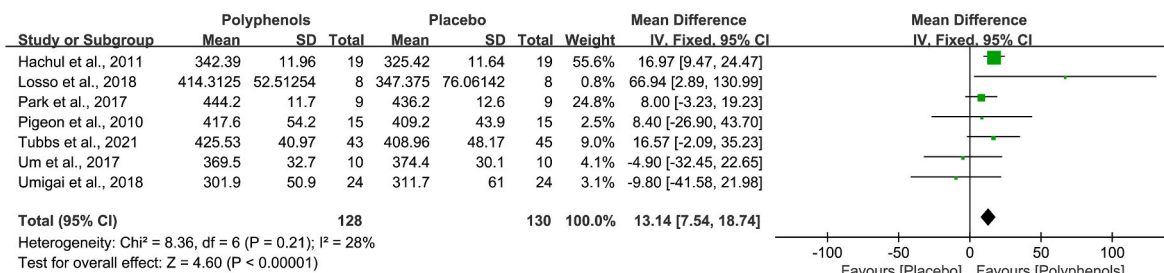 Polyphenols Placebo Mean Difference Mean Difference
Study or Subgroup Mean SD Total Mean SD Total Weight IV, Fixed, 95% CI IV, Fixed, 95% CI
Hachul et al., 2011 342.39 11.96 19 325.42 11.64 19 55.6% 16.97 [9.47, 24.47]
Losso et al., 2018 414.3125 52.51254 8 347.375 76.06142 8 0.8% 66.94 [2.89, 130.99]
Park et al., 2017 444.2 11.7 9 436.2 12.6 9 24.8% 8.00 [-3.23, 19.23]
Pigeon et al., 2010 417.6 54.2 15 409.2 43.9 15 2.5% 8.40 [-26.90, 43.70]
Tubbs et al., 2021 425.53 40.97 43 408.96 48.17 45 9.0% 16.57 [-2.09, 35.23]
Um et al., 2017 369.5 32.7 10 374.4 30.1 10 4.1% -4.90 [-32.45, 22.65]
Umigai et al., 2018 301.9 50.9 24 311.7 61 24 3.1% -9.80 [-41.58, 21.98]
Total (95% CI) 128 130 100.0% 13.14 [7.54, 18.74]
Heterogeneity: Chi² = 8.36, df = 6 (P = 0.21); I² = 28%
Test for overall effect: Z = 4.60 (P < 0.00001)
-100 -50 0 50 100
Favours [Placebo] Favours [Polyphenols]